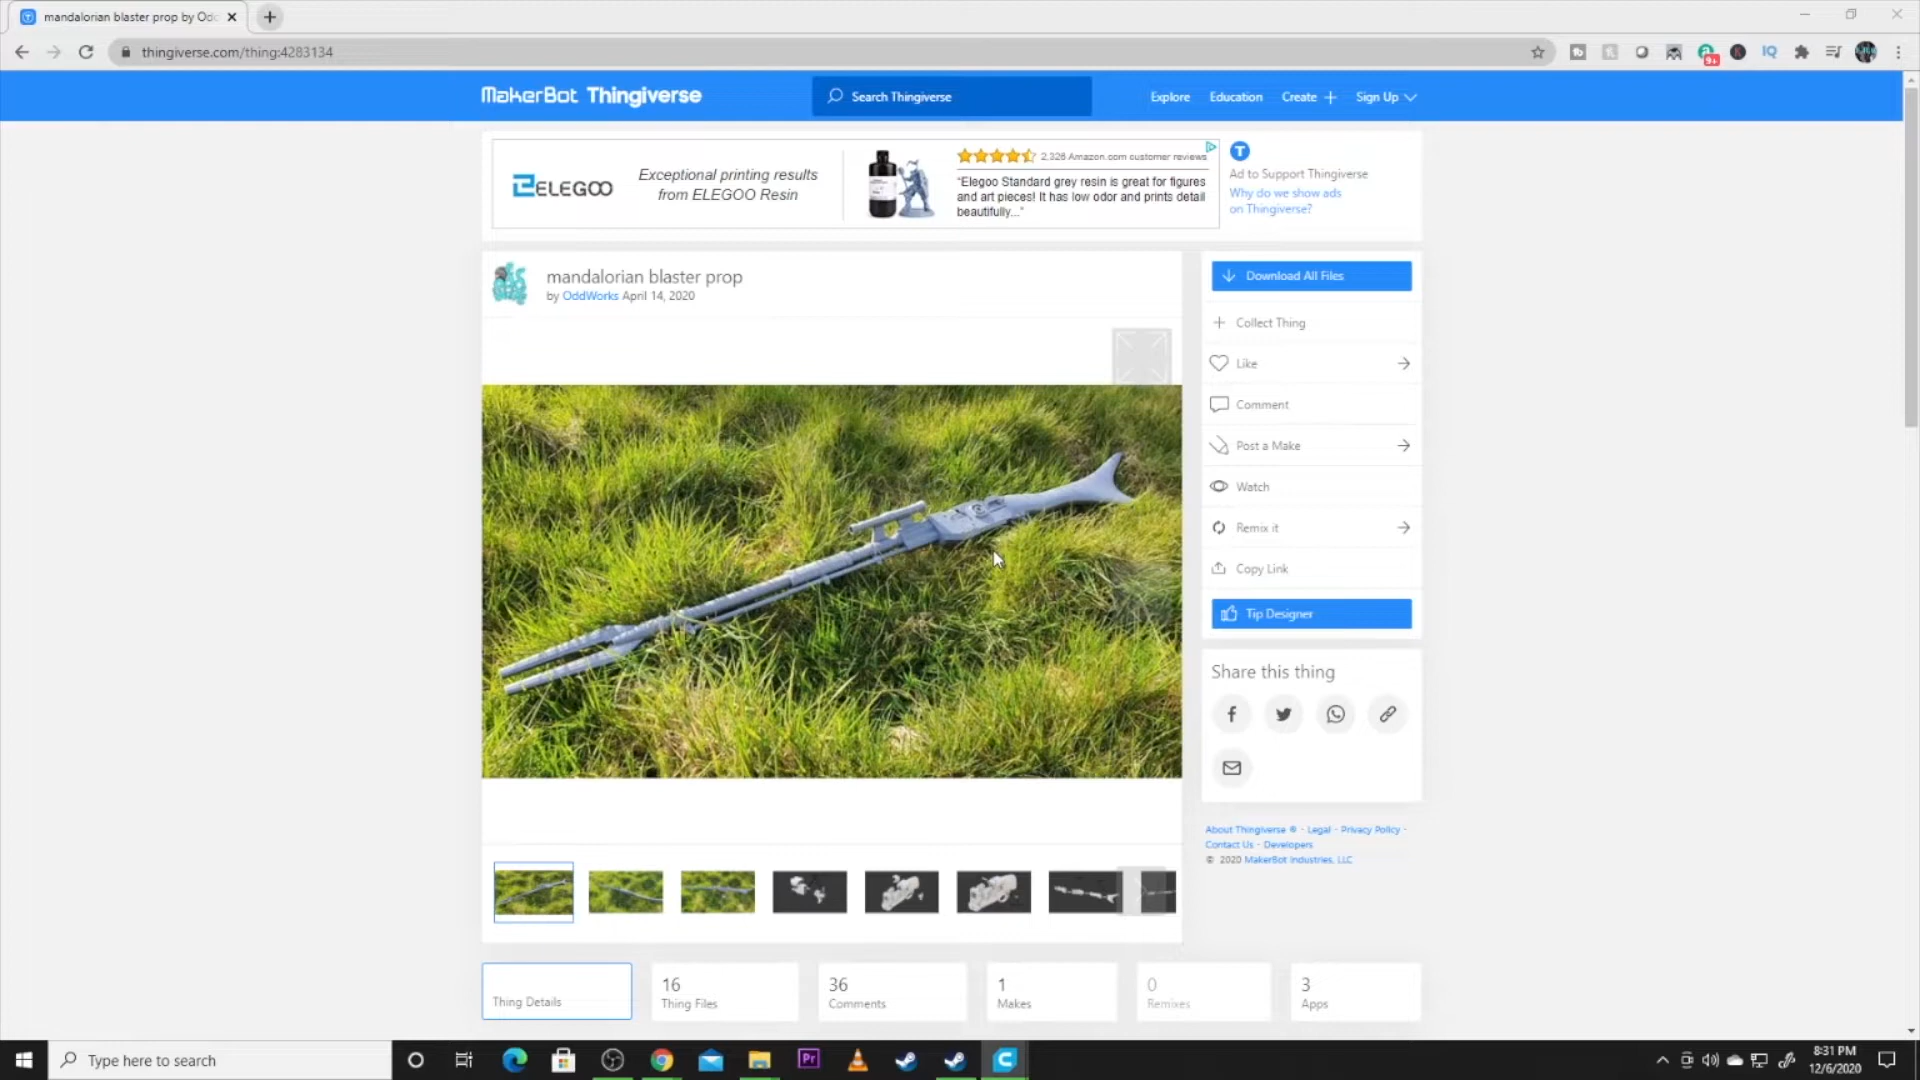 mandalorian blaster prop by Od
thingiverse.com/thing:4283134
9+
IQ
MakerBot Thingiverse
Search Thingiverse
Explore
Education
Create
Sign Up
ELEGOO
Exceptional printing results
from ELEGOO Resin
2,326 Amazon.com customer reviews
"Elegoo Standard grey resin is great for figures
and art pieces! It has low odor and prints detail
beautifully..."
T
Ad to Support Thingiverse
Why do we show ads
on Thingiverse?
mandalorian blaster prop
by OddWorks April 14, 2020
Download All Files
Collect Thing
Like
Comment
Post a Make
Watch
Remix it
Copy Link
Tip Designer
Share this thing
About Thingiverse ® - Legal - Privacy Policy -
Contact Us - Developers
© 2020 MakerBot Industries, LLC
Thing Details
16
Thing Files
36
Comments
1
Makes
0
Remixes
3
Apps
Type here to search
Pr
8:31 PM
12/6/2020